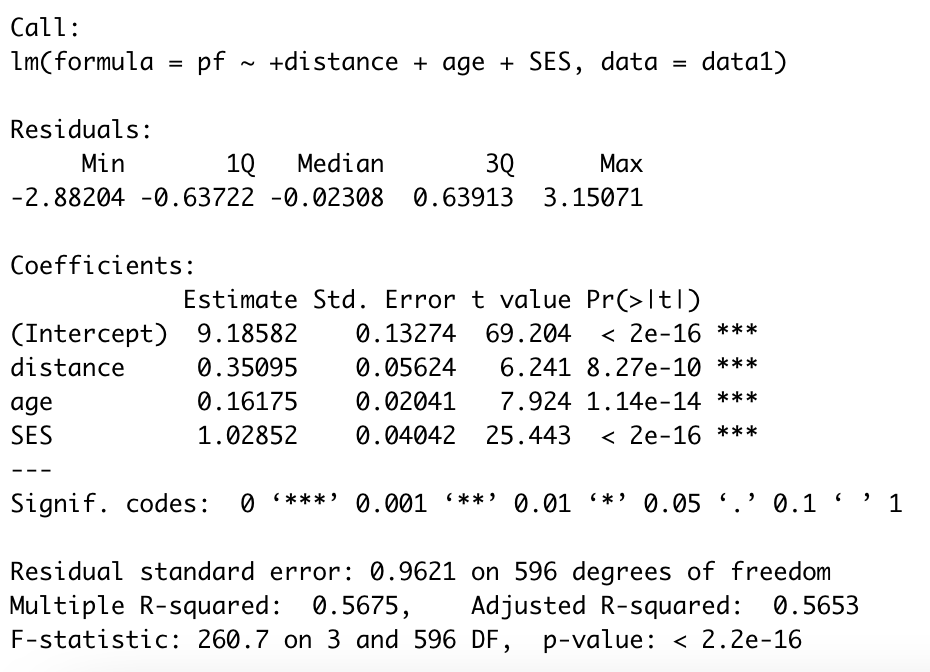 Call:
lm(formula = pf ~ +distance + age + SES, data = data1)

Residuals:
     Min       1Q   Median       3Q      Max
-2.88204 -0.63722 -0.02308  0.63913  3.15071

Coefficients:
            Estimate Std. Error t value Pr(>|t|)
(Intercept)  9.18582    0.13274  69.204  < 2e-16 ***
distance     0.35095    0.05624   6.241 8.27e-10 ***
age          0.16175    0.02041   7.924 1.14e-14 ***
SES          1.02852    0.04042  25.443  < 2e-16 ***
---
Signif. codes:  0 ‘***’ 0.001 ‘**’ 0.01 ‘*’ 0.05 ‘.’ 0.1 ‘ ’ 1

Residual standard error: 0.9621 on 596 degrees of freedom
Multiple R-squared:  0.5675,    Adjusted R-squared:  0.5653
F-statistic: 260.7 on 3 and 596 DF,  p-value: < 2.2e-16